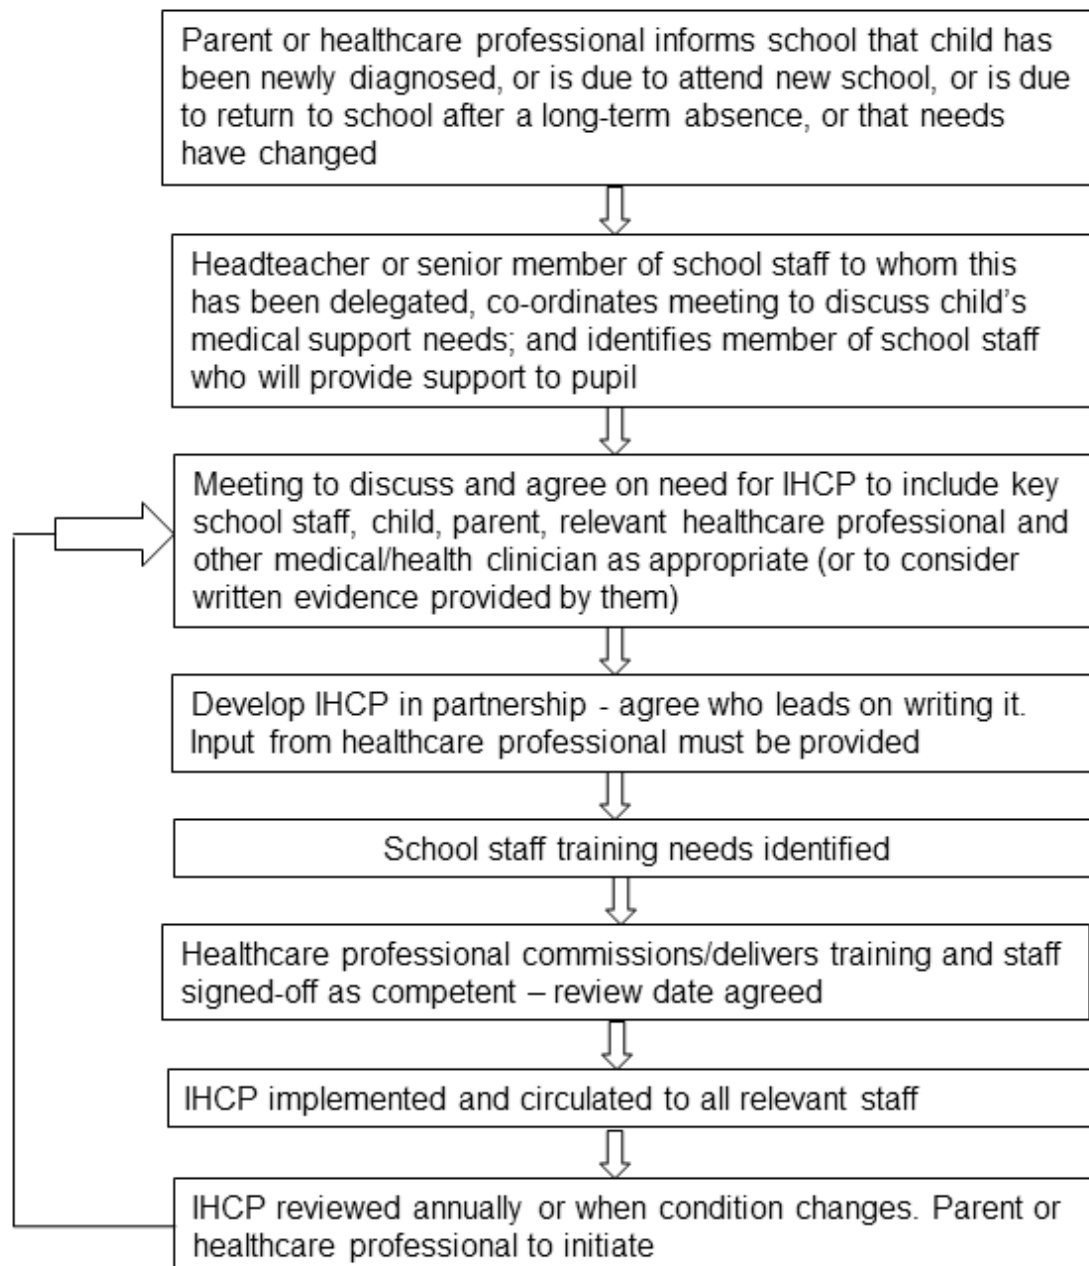 Parent or healthcare professional informs school that child has
been newly diagnosed, or is due to attend new school, or is due
to return to school after a long-term absence, or that needs
have changed
Headteacher or senior member of school staff to whom this
has been delegated, co-ordinates meeting to discuss child's
medical support needs; and identifies member of school staff
who will provide support to pupil
Meeting to discuss and agree on need for IHCP to include key
school staff, child, parent, relevant healthcare professional and
other medical/health clinician as appropriate (or to consider
written evidence provided by them)
Develop IHCP in partnership - agree who leads on writing it.
Input from healthcare professional must be provided
School staff training needs identified
Healthcare professional commissions/delivers training and staff
signed-off as competent – review date agreed
IHCP implemented and circulated to all relevant staff
IHCP reviewed annually or when condition changes. Parent or
healthcare professional to initiate